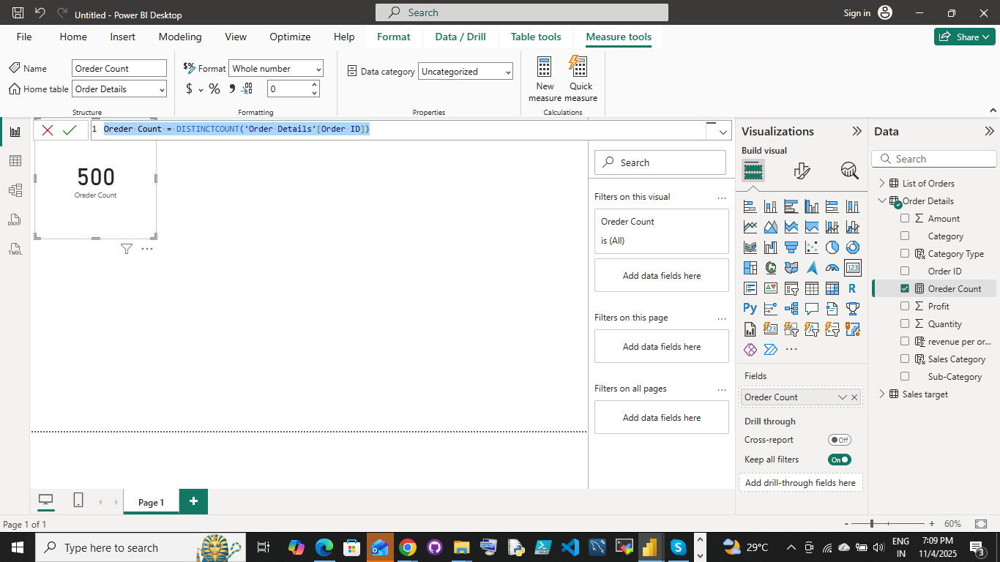 Untitled - Power BI Desktop
Search
Sign in
File Home Insert Modeling View Optimize Help Format Data / Drill Table tools Measure tools
Share
Name Oreder Count
Home table Order Details
Structure
$% Format Whole number
$ % 0
Formatting
Data category Uncategorized
Properties
New measure
Quick measure
Calculations
1 Oreder Count = DISTINCTCOUNT('Order Details'[Order ID])
500
Oreder Count
DAX
TMDL
Search
Filters on this visual ...
Oreder Count
is (All)
Add data fields here
Filters on this page ...
Add data fields here
Filters on all pages ...
Add data fields here
Visualizations
Build visual
123
R
Py
123
...
Fields
Oreder Count
Drill through
Cross-report Off
Keep all filters On
Add drill-through fields here
Data
Search
List of Orders
Order Details
Amount
Category
Category Type
Order ID
Oreder Count
Profit
Quantity
revenue per or...
Sales Category
Sub-Category
Sales target
Page 1
+
Page 1 of 1
- + 60%
Type here to search
29°C
ENG
IN
7:09 PM
11/4/2025
3